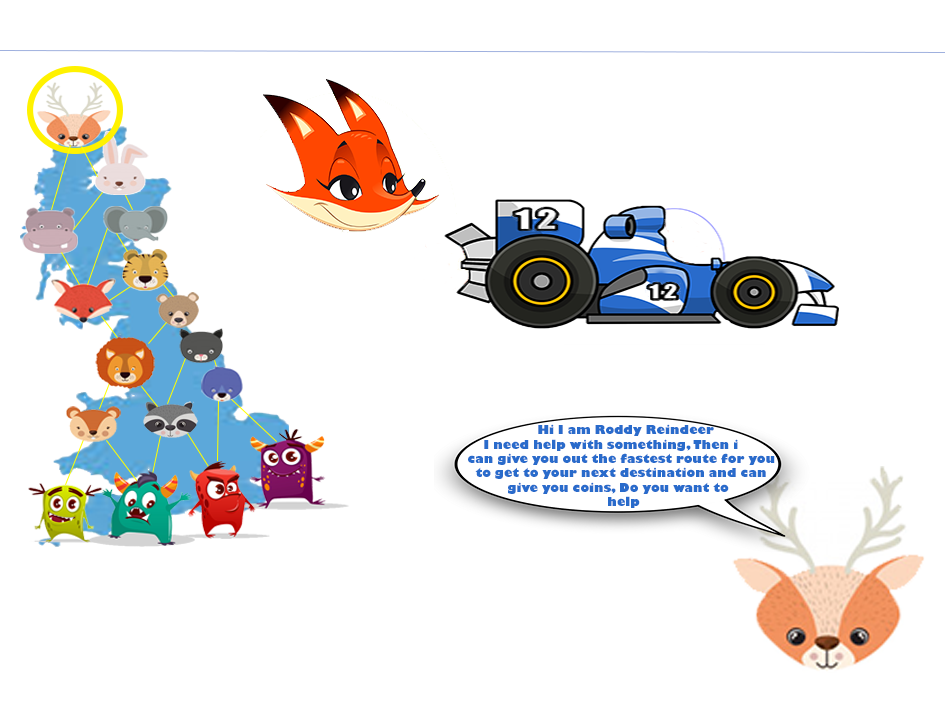 12
12
Hi I am Roddy Reindeer
I need help with something, Then i
can give you out the fastest route for you
to get to your next destination and can
give you coins, Do you want to
help